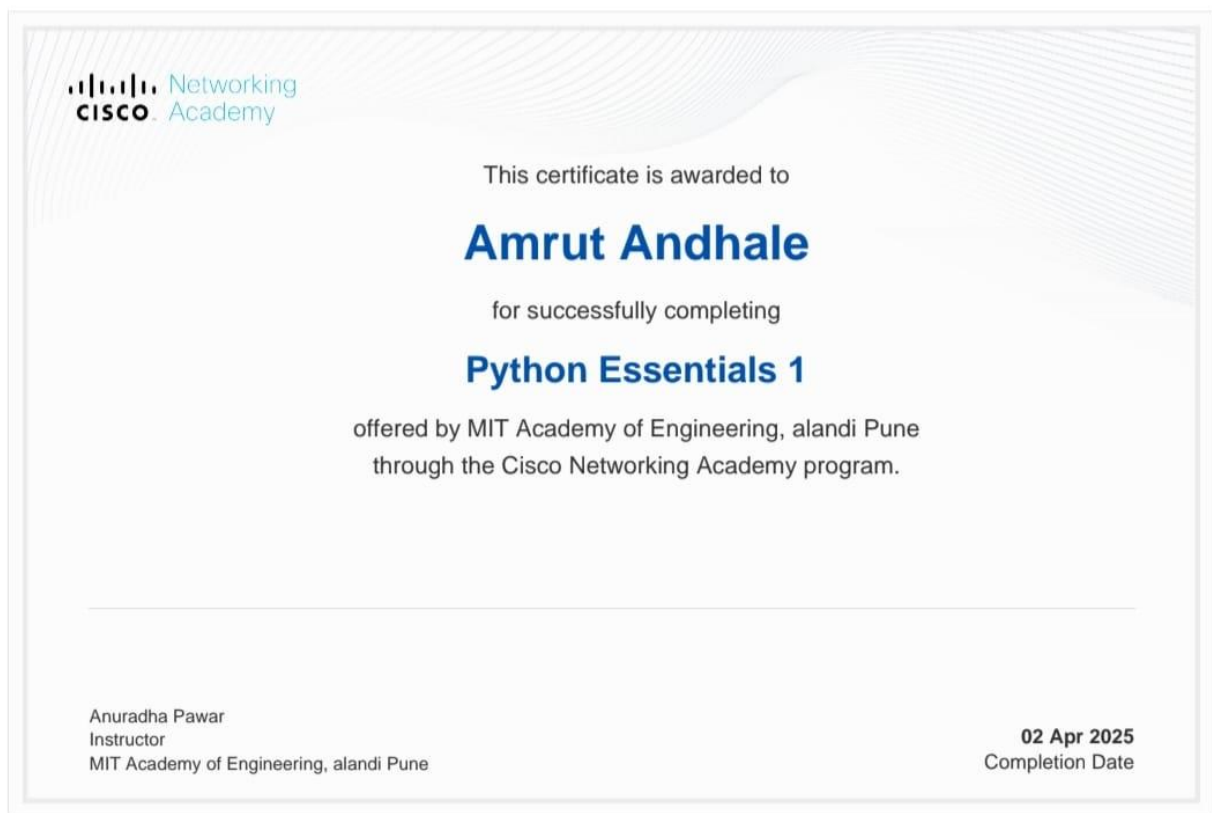 Networking
CISCO Academy
This certificate is awarded to
Amrut Andhale
for successfully completing
Python Essentials 1
offered by MIT Academy of Engineering, alandi Pune
through the Cisco Networking Academy program.
Anuradha Pawar
Instructor
MIT Academy of Engineering, alandi Pune
02 Apr 2025
Completion Date